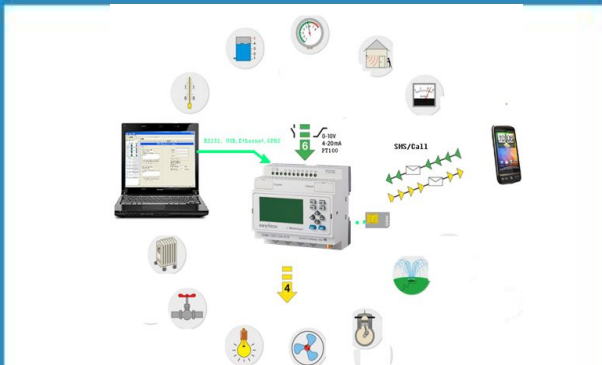 RS232, USB,Ethernet,GPRS
6
0-10V
4-20mA
PT100
SMS/Call
4